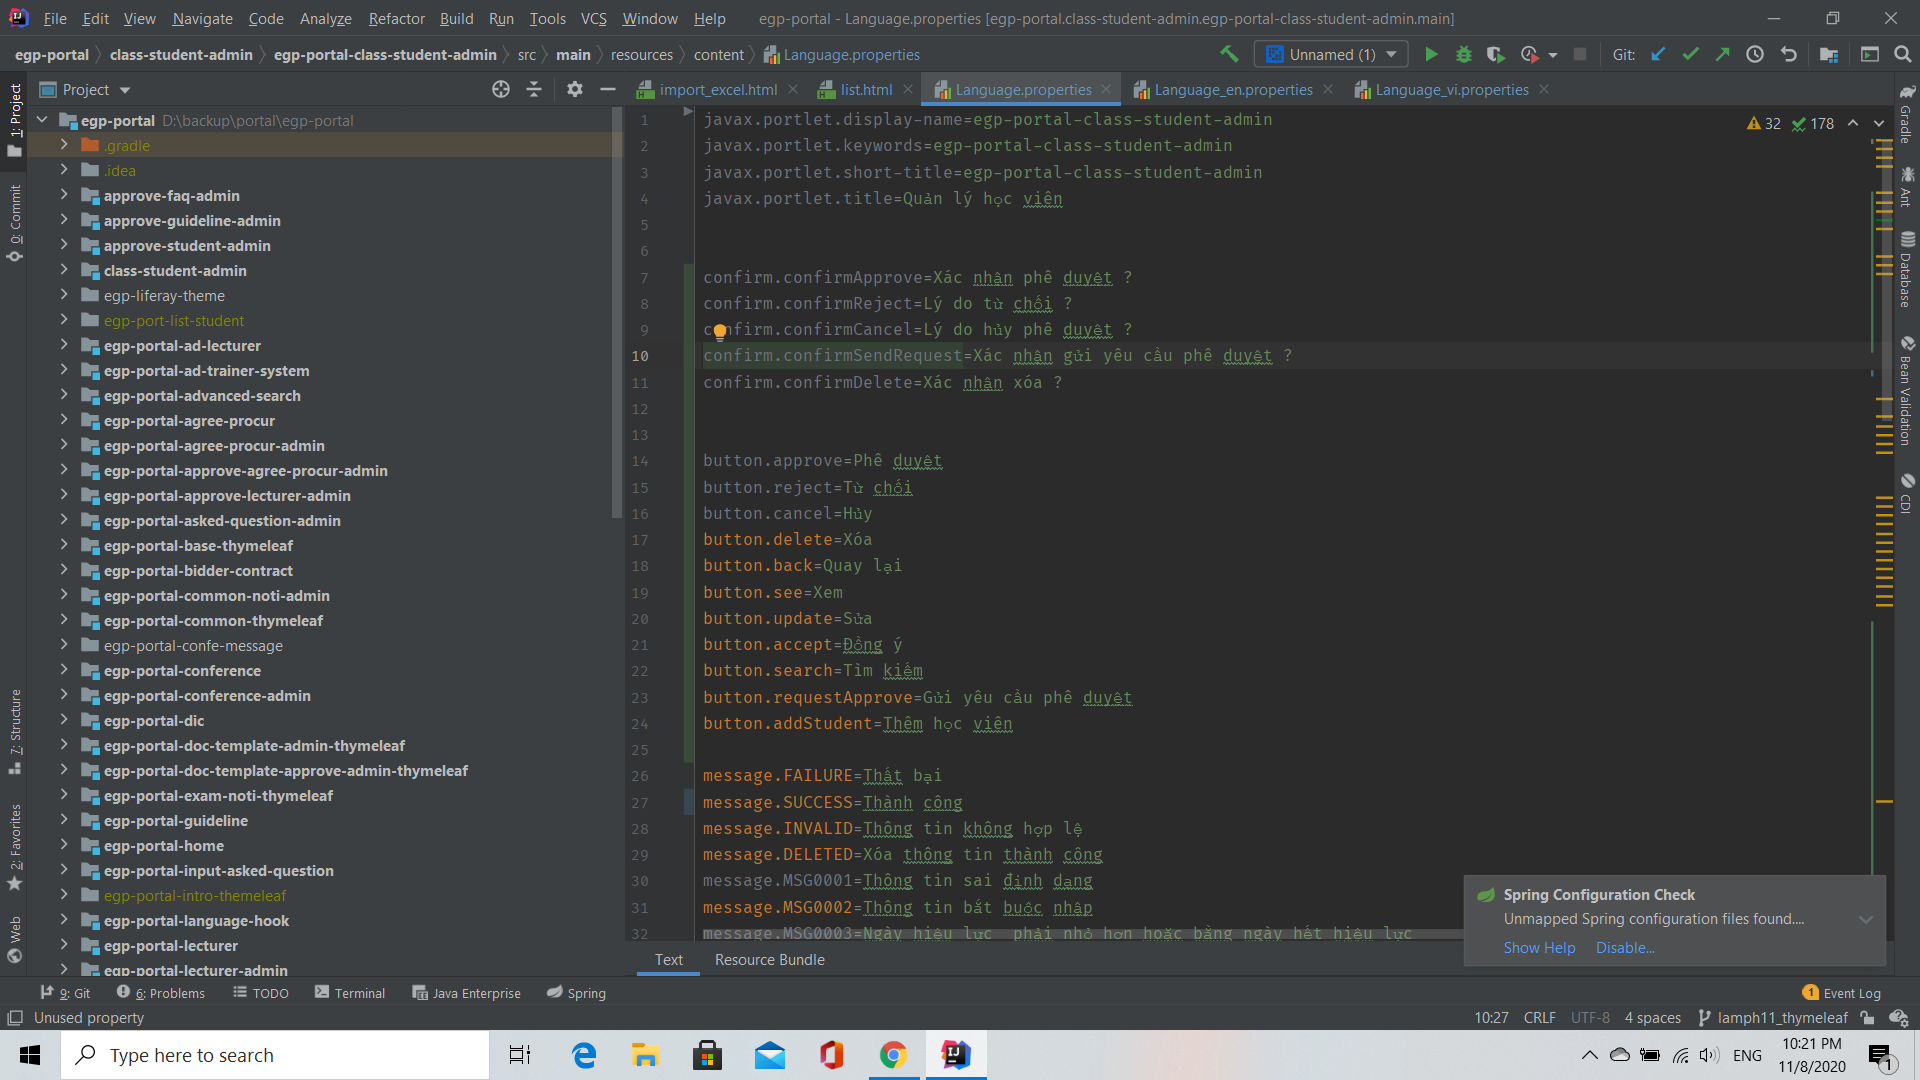 File Edit View Navigate Code Analyze Refactor Build Run Tools VCS Window Help egp-portal - Language.properties [egp-portal.class-student-admin.egp-portal-class-student-admin.main]
egp-portal class-student-admin egp-portal-class-student-admin src main resources content Language.properties Unnamed (1) Git:
Project
import_excel.html list.html Language.properties Language_en.properties Language_vi.properties
1: Project
0: Commit
7: Structure
2: Favorites
Web
egp-portal D:\backup\portal\egp-portal
.gradle
.idea
approve-faq-admin
approve-guideline-admin
approve-student-admin
class-student-admin
egp-liferay-theme
egp-port-list-student
egp-portal-ad-lecturer
egp-portal-ad-trainer-system
egp-portal-advanced-search
egp-portal-agree-procur
egp-portal-agree-procur-admin
egp-portal-approve-agree-procur-admin
egp-portal-approve-lecturer-admin
egp-portal-asked-question-admin
egp-portal-base-thymeleaf
egp-portal-bidder-contract
egp-portal-common-noti-admin
egp-portal-common-thymeleaf
egp-portal-confe-message
egp-portal-conference
egp-portal-conference-admin
egp-portal-dic
egp-portal-doc-template-admin-thymeleaf
egp-portal-doc-template-approve-admin-thymeleaf
egp-portal-exam-noti-thymeleaf
egp-portal-guideline
egp-portal-home
egp-portal-input-asked-question
egp-portal-intro-themeleaf
egp-portal-language-hook
egp-portal-lecturer
egp-portal-lecturer-admin
1 javax.portlet.display-name=egp-portal-class-student-admin
2 javax.portlet.keywords=egp-portal-class-student-admin
3 javax.portlet.short-title=egp-portal-class-student-admin
4 javax.portlet.title=Quản lý học viên
5
6
7 confirm.confirmApprove=Xác nhận phê duyệt ?
8 confirm.confirmReject=Lý do từ chối ?
9 confirm.confirmCancel=Lý do hủy phê duyệt ?
10 confirm.confirmSendRequest=Xác nhận gửi yêu cầu phê duyệt ?
11 confirm.confirmDelete=Xác nhận xóa ?
12
13
14 button.approve=Phê duyệt
15 button.reject=Từ chối
16 button.cancel=Hủy
17 button.delete=Xóa
18 button.back=Quay lại
19 button.see=Xem
20 button.update=Sửa
21 button.accept=Đồng ý
22 button.search=Tìm kiếm
23 button.requestApprove=Gửi yêu cầu phê duyệt
24 button.addStudent=Thêm học viên
25
26 message.FAILURE=Thất bại
27 message.SUCCESS=Thành công
28 message.INVALID=Thông tin không hợp lệ
29 message.DELETED=Xóa thông tin thành công
30 message.MSG0001=Thông tin sai định dạng
31 message.MSG0002=Thông tin bắt buộc nhập
32 message.MSG0003=Ngày hiệu lực phải nhỏ hơn hoặc bằng ngày hết hiệu lực
32 178
Gradle
Ant
Database
Bean Validation
CDI
Spring Configuration Check
Unmapped Spring configuration files found....
Show Help Disable...
Text Resource Bundle
9: Git 6: Problems TODO Terminal Java Enterprise Spring 1 Event Log
Unused property 10:27 CRLF UTF-8 4 spaces lamph11_thymeleaf
Type here to search ENG 10:21 PM
11/8/2020 1